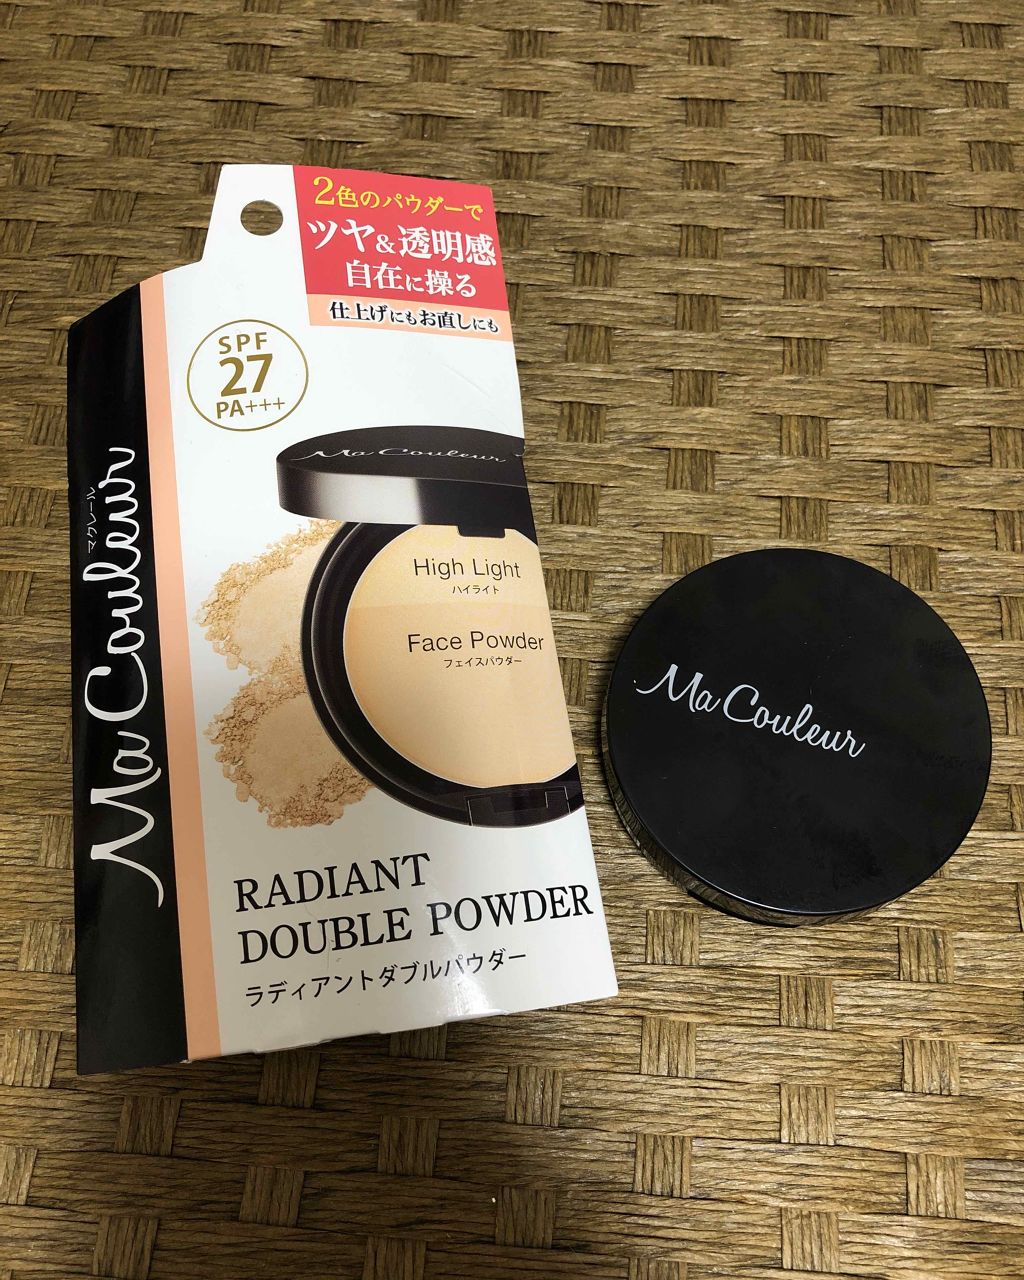 2色のパウダーで
ツヤ&透明感
自在に操る
仕上げにもお直しにも
SPF
27
PA+++
Ma Couleur
マクレール
Ma Couleur
High Light
ハイライト
Face Powder
フェイスパウダー
RADIANT
DOUBLE POWDER
ラディアントダブルパウダー
Ma Couleur